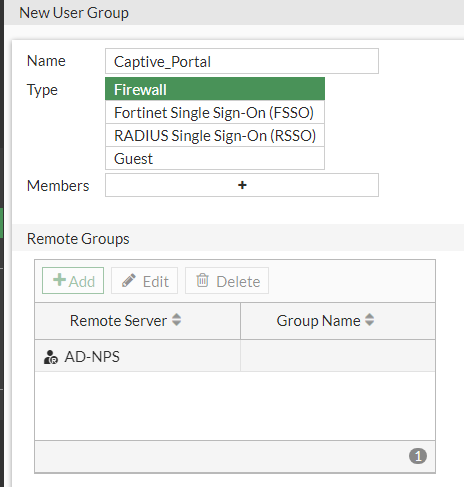 New User Group
Name Captive_Portal
Type Firewall
Fortinet Single Sign-On (FSSO)
RADIUS Single Sign-On (RSSO)
Guest
Members +
Remote Groups
+Add Edit Delete
Remote Server Group Name
AD-NPS
1